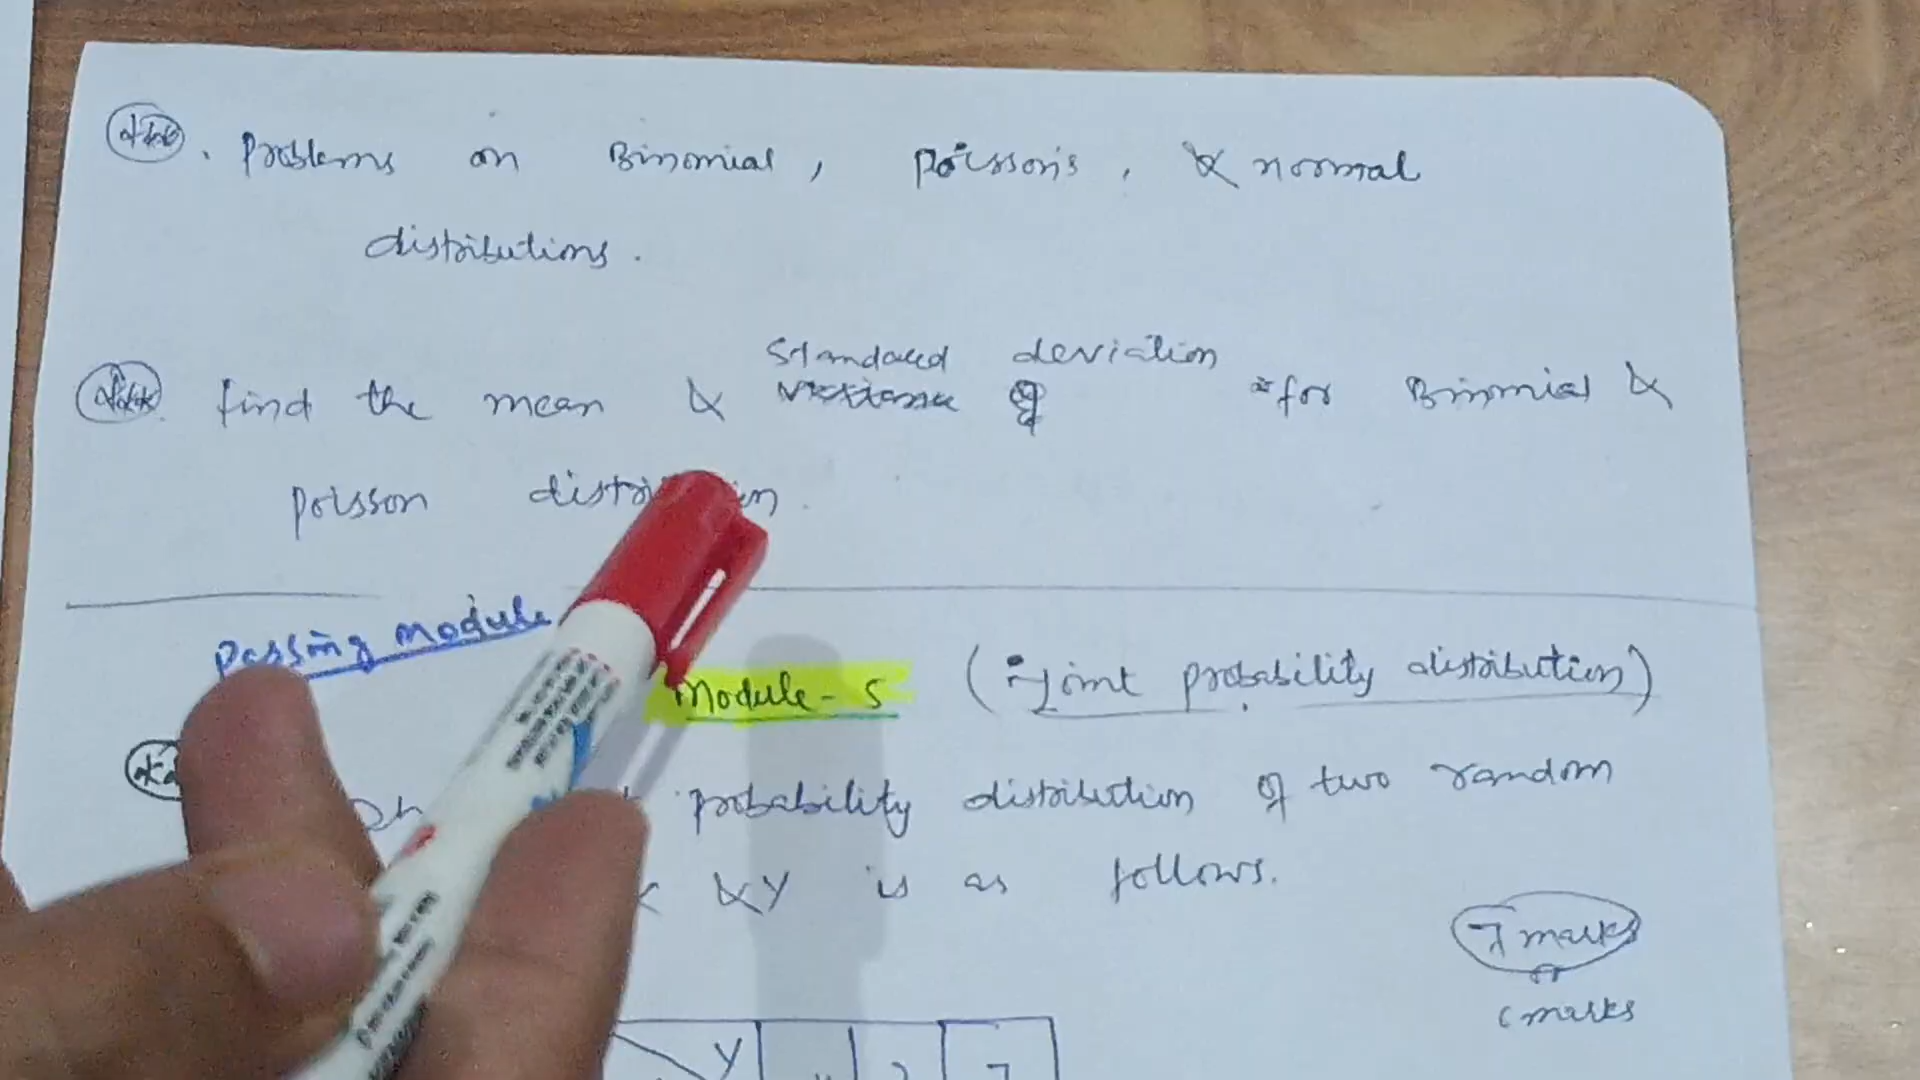 Problems on Binomial, Poisson's, & normal
distributions.
Standard deviation
find the mean & for Binomial &
Poisson
Passing module
Module - 5 (Joint probability distribution)
probability distribution of two random
& Y is as follows.
7 marks
or
6 marks
Y